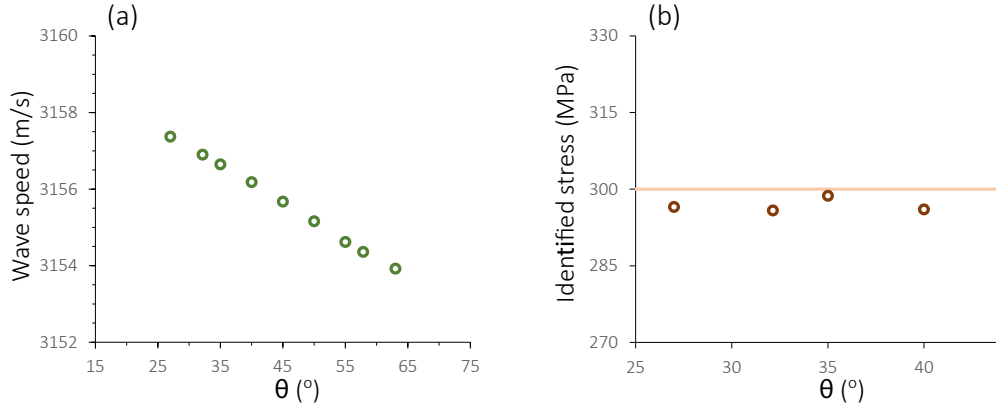 (a)
Wave speed (m/s)
3160
3158
3156
3154
3152
15 25 35 45 55 65 75
θ (°)
(b)
Identified stress (MPa)
330
315
300
285
270
25 30 35 40
θ (°)